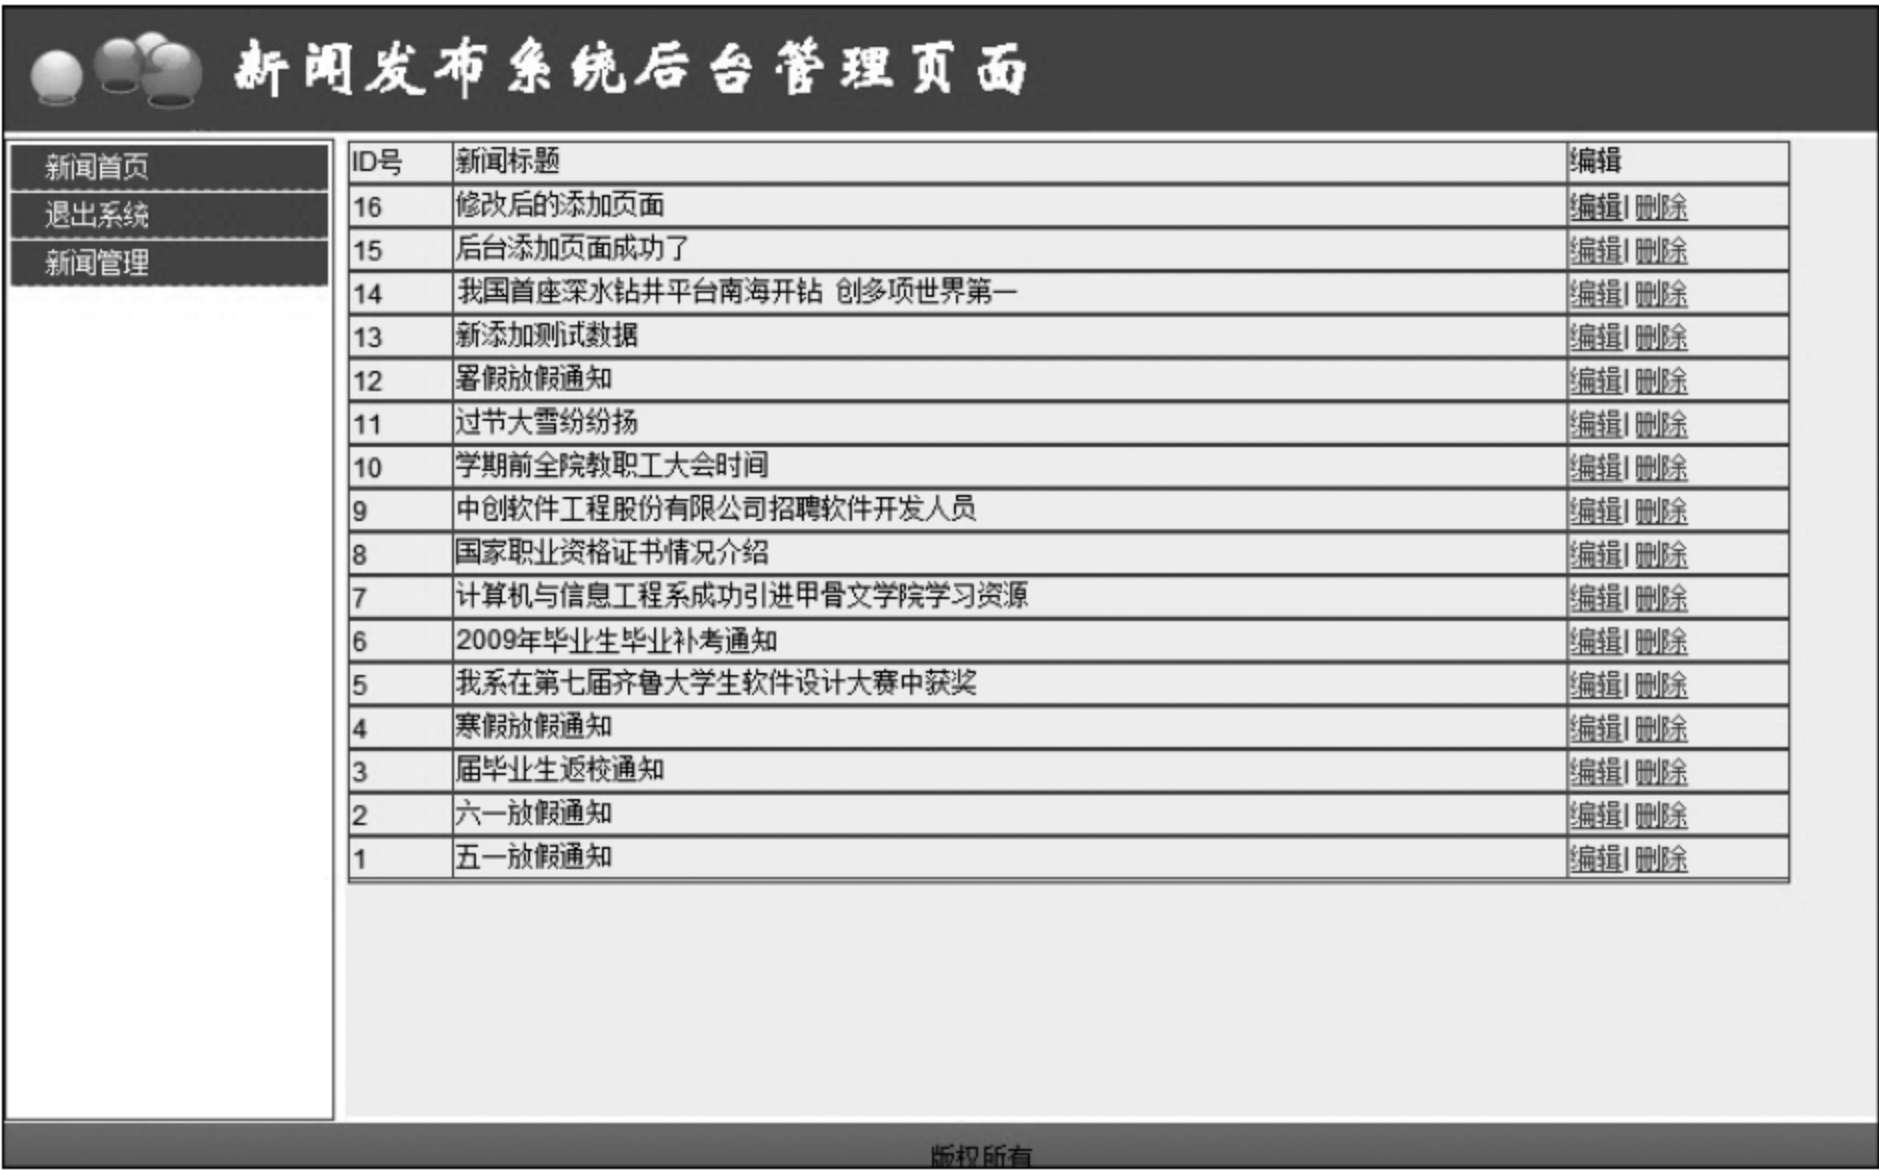 新闻发布系统后台管理页面
新闻首页
退出系统
新闻管理
ID号 新闻标题 编辑
16 修改后的添加页面 编辑| 删除
15 后台添加页面成功了 编辑| 删除
14 我国首座深水钻井平台南海开钻 创多项世界第一 编辑| 删除
13 新添加测试数据 编辑| 删除
12 署假放假通知 编辑| 删除
11 过节大雪纷纷扬 编辑| 删除
10 学期前全院教职工大会时间 编辑| 删除
9 中创软件工程股份有限公司招聘软件开发人员 编辑| 删除
8 国家职业资格证书情况介绍 编辑| 删除
7 计算机与信息工程系成功引进甲骨文学院学习资源 编辑| 删除
6 2009年毕业生毕业补考通知 编辑| 删除
5 我系在第七届齐鲁大学生软件设计大赛中获奖 编辑| 删除
4 寒假放假通知 编辑| 删除
3 届毕业生返校通知 编辑| 删除
2 六一放假通知 编辑| 删除
1 五一放假通知 编辑| 删除
版权所有